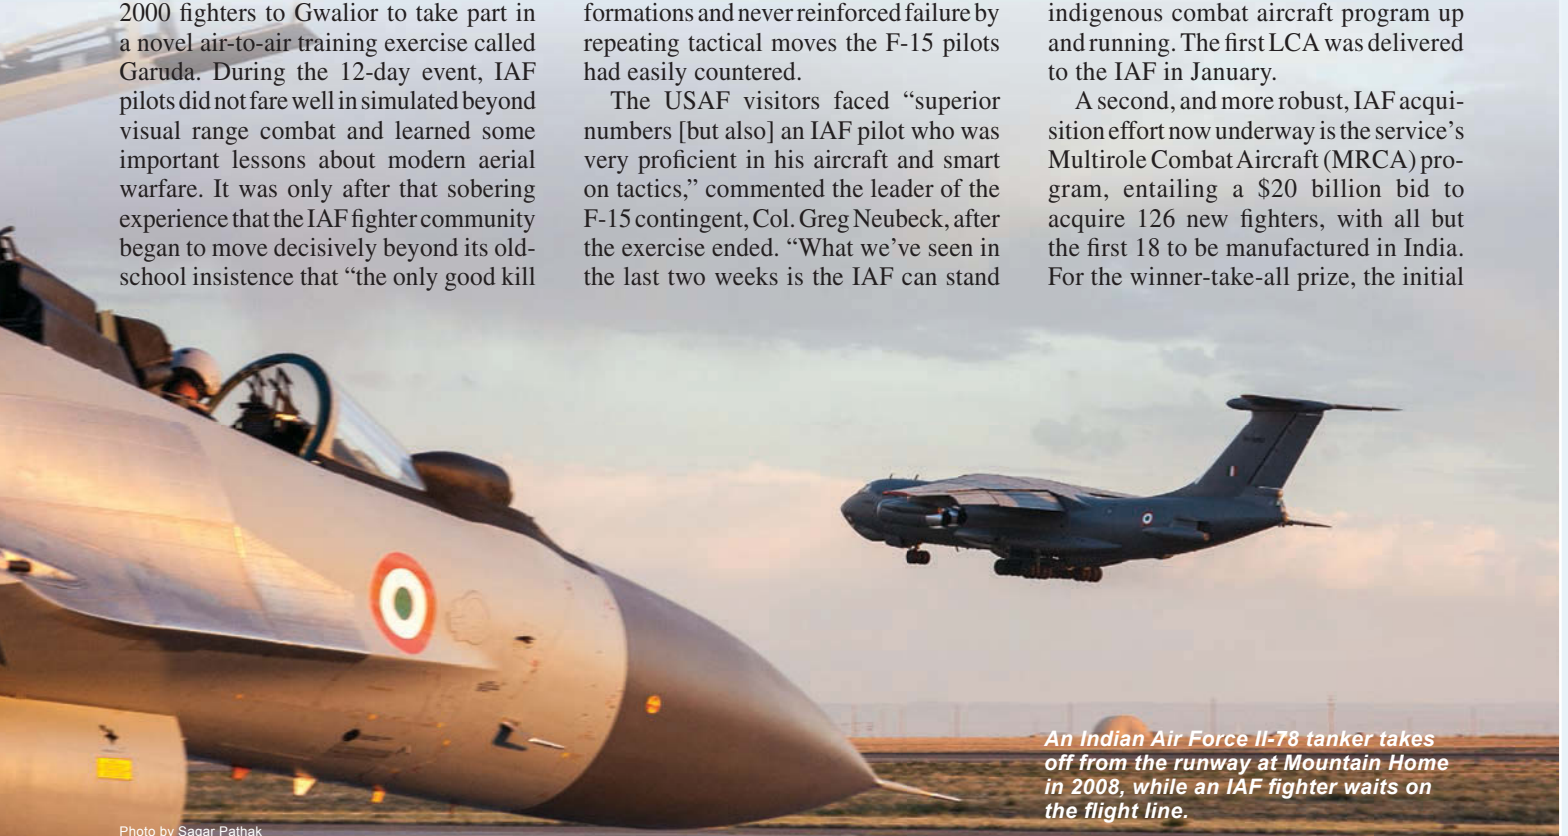 2000 fighters to Gwalior to take part in
a novel air-to-air training exercise called
Garuda. During the 12-day event, IAF
pilots did not fare well in simulated beyond
visual range combat and learned some
important lessons about modern aerial
warfare. It was only after that sobering
experience that the IAF fighter community
began to move decisively beyond its old-
school insistence that “the only good kill
formations and never reinforced failure by
repeating tactical moves the F-15 pilots
had easily countered.
The USAF visitors faced “superior
numbers [but also] an IAF pilot who was
very proficient in his aircraft and smart
on tactics,” commented the leader of the
F-15 contingent, Col. Greg Neubeck, after
the exercise ended. “What we’ve seen in
the last two weeks is the IAF can stand
indigenous combat aircraft program up
and running. The first LCA was delivered
to the IAF in January.
A second, and more robust, IAF acqui-
sition effort now underway is the service’s
Multirole Combat Aircraft (MRCA) pro-
gram, entailing a $20 billion bid to
acquire 126 new fighters, with all but
the first 18 to be manufactured in India.
For the winner-take-all prize, the initial
An Indian Air Force Il-78 tanker takes
off from the runway at Mountain Home
in 2008, while an IAF fighter waits on
the flight line.
Photo by Sagar Pathak